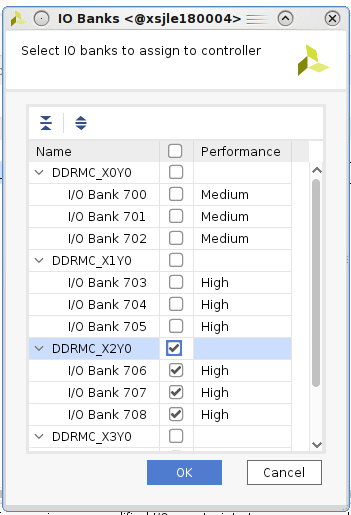 IO Banks <@xsjle180004>
Select IO banks to assign to controller
Name Performance
DDRMC_X0Y0
I/O Bank 700 Medium
I/O Bank 701 Medium
I/O Bank 702 Medium
DDRMC_X1Y0
I/O Bank 703 High
I/O Bank 704 High
I/O Bank 705 High
DDRMC_X2Y0
I/O Bank 706 High
I/O Bank 707 High
I/O Bank 708 High
DDRMC_X3Y0
OK Cancel